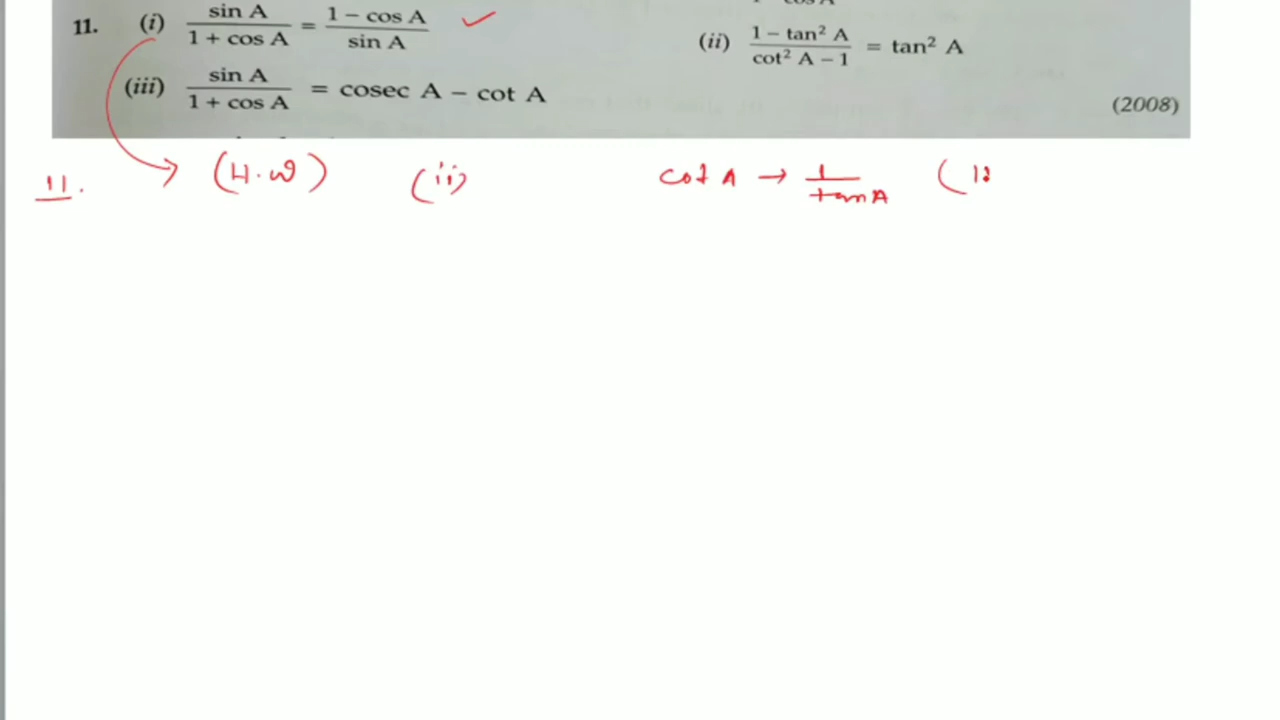 11. (i) sin A / 1 + cos A = 1 − cos A / sin A ✓
(ii) 1 − tan² A / cot² A − 1 = tan² A
(iii) sin A / 1 + cos A = cosec A − cot A
(2008)
11. → (H.W) (ii) cot A → 1 / tan A